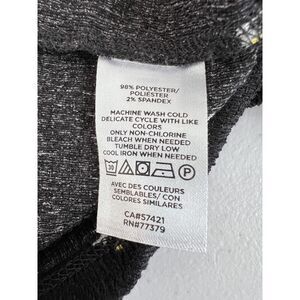 98% POLYESTER/
POLIÉSTER
2% SPANDEX
MACHINE WASH COLD
DELICATE CYCLE WITH LIKE
COLORS
ONLY NON-CHLORINE
BLEACH WHEN NEEDED
TUMBLE DRY LOW
COOL IRON WHEN NEEDED
P
AVEC DES COULEURS
SEMBLABLES/ CON
COLORES SIMILARES
CA#57421
RN#77379